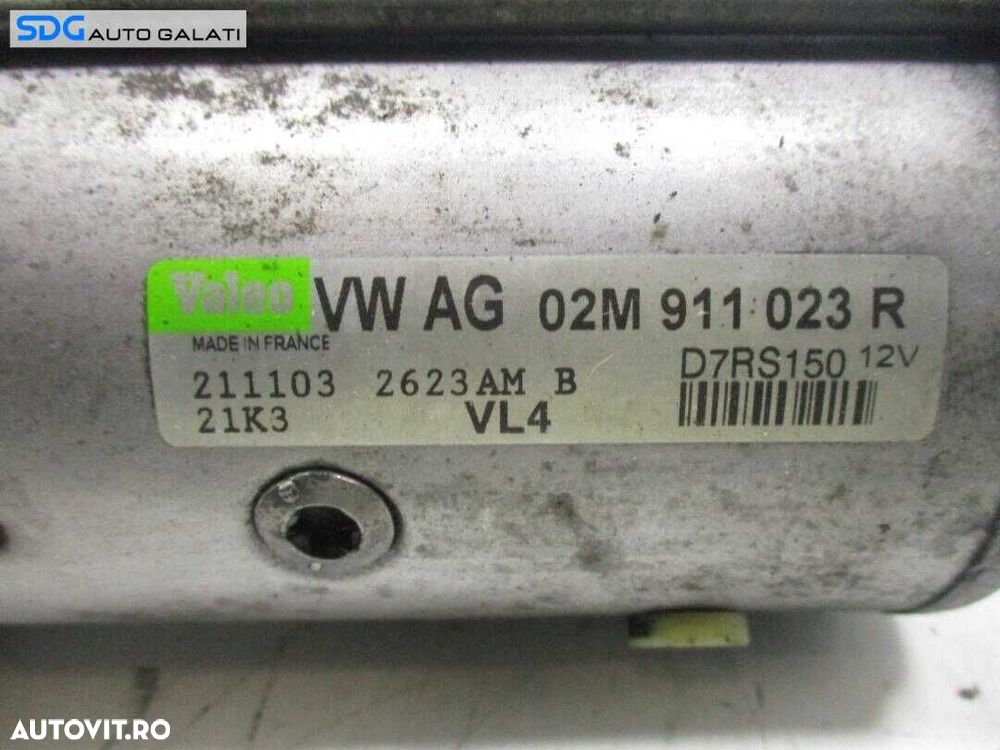 SDG AUTO GALATI
Valeo VW AG 02M 911 023 R
MADE IN FRANCE D7RS150 12V
211103 2623AM B
21K3 VL4
AUTOVIT.RO